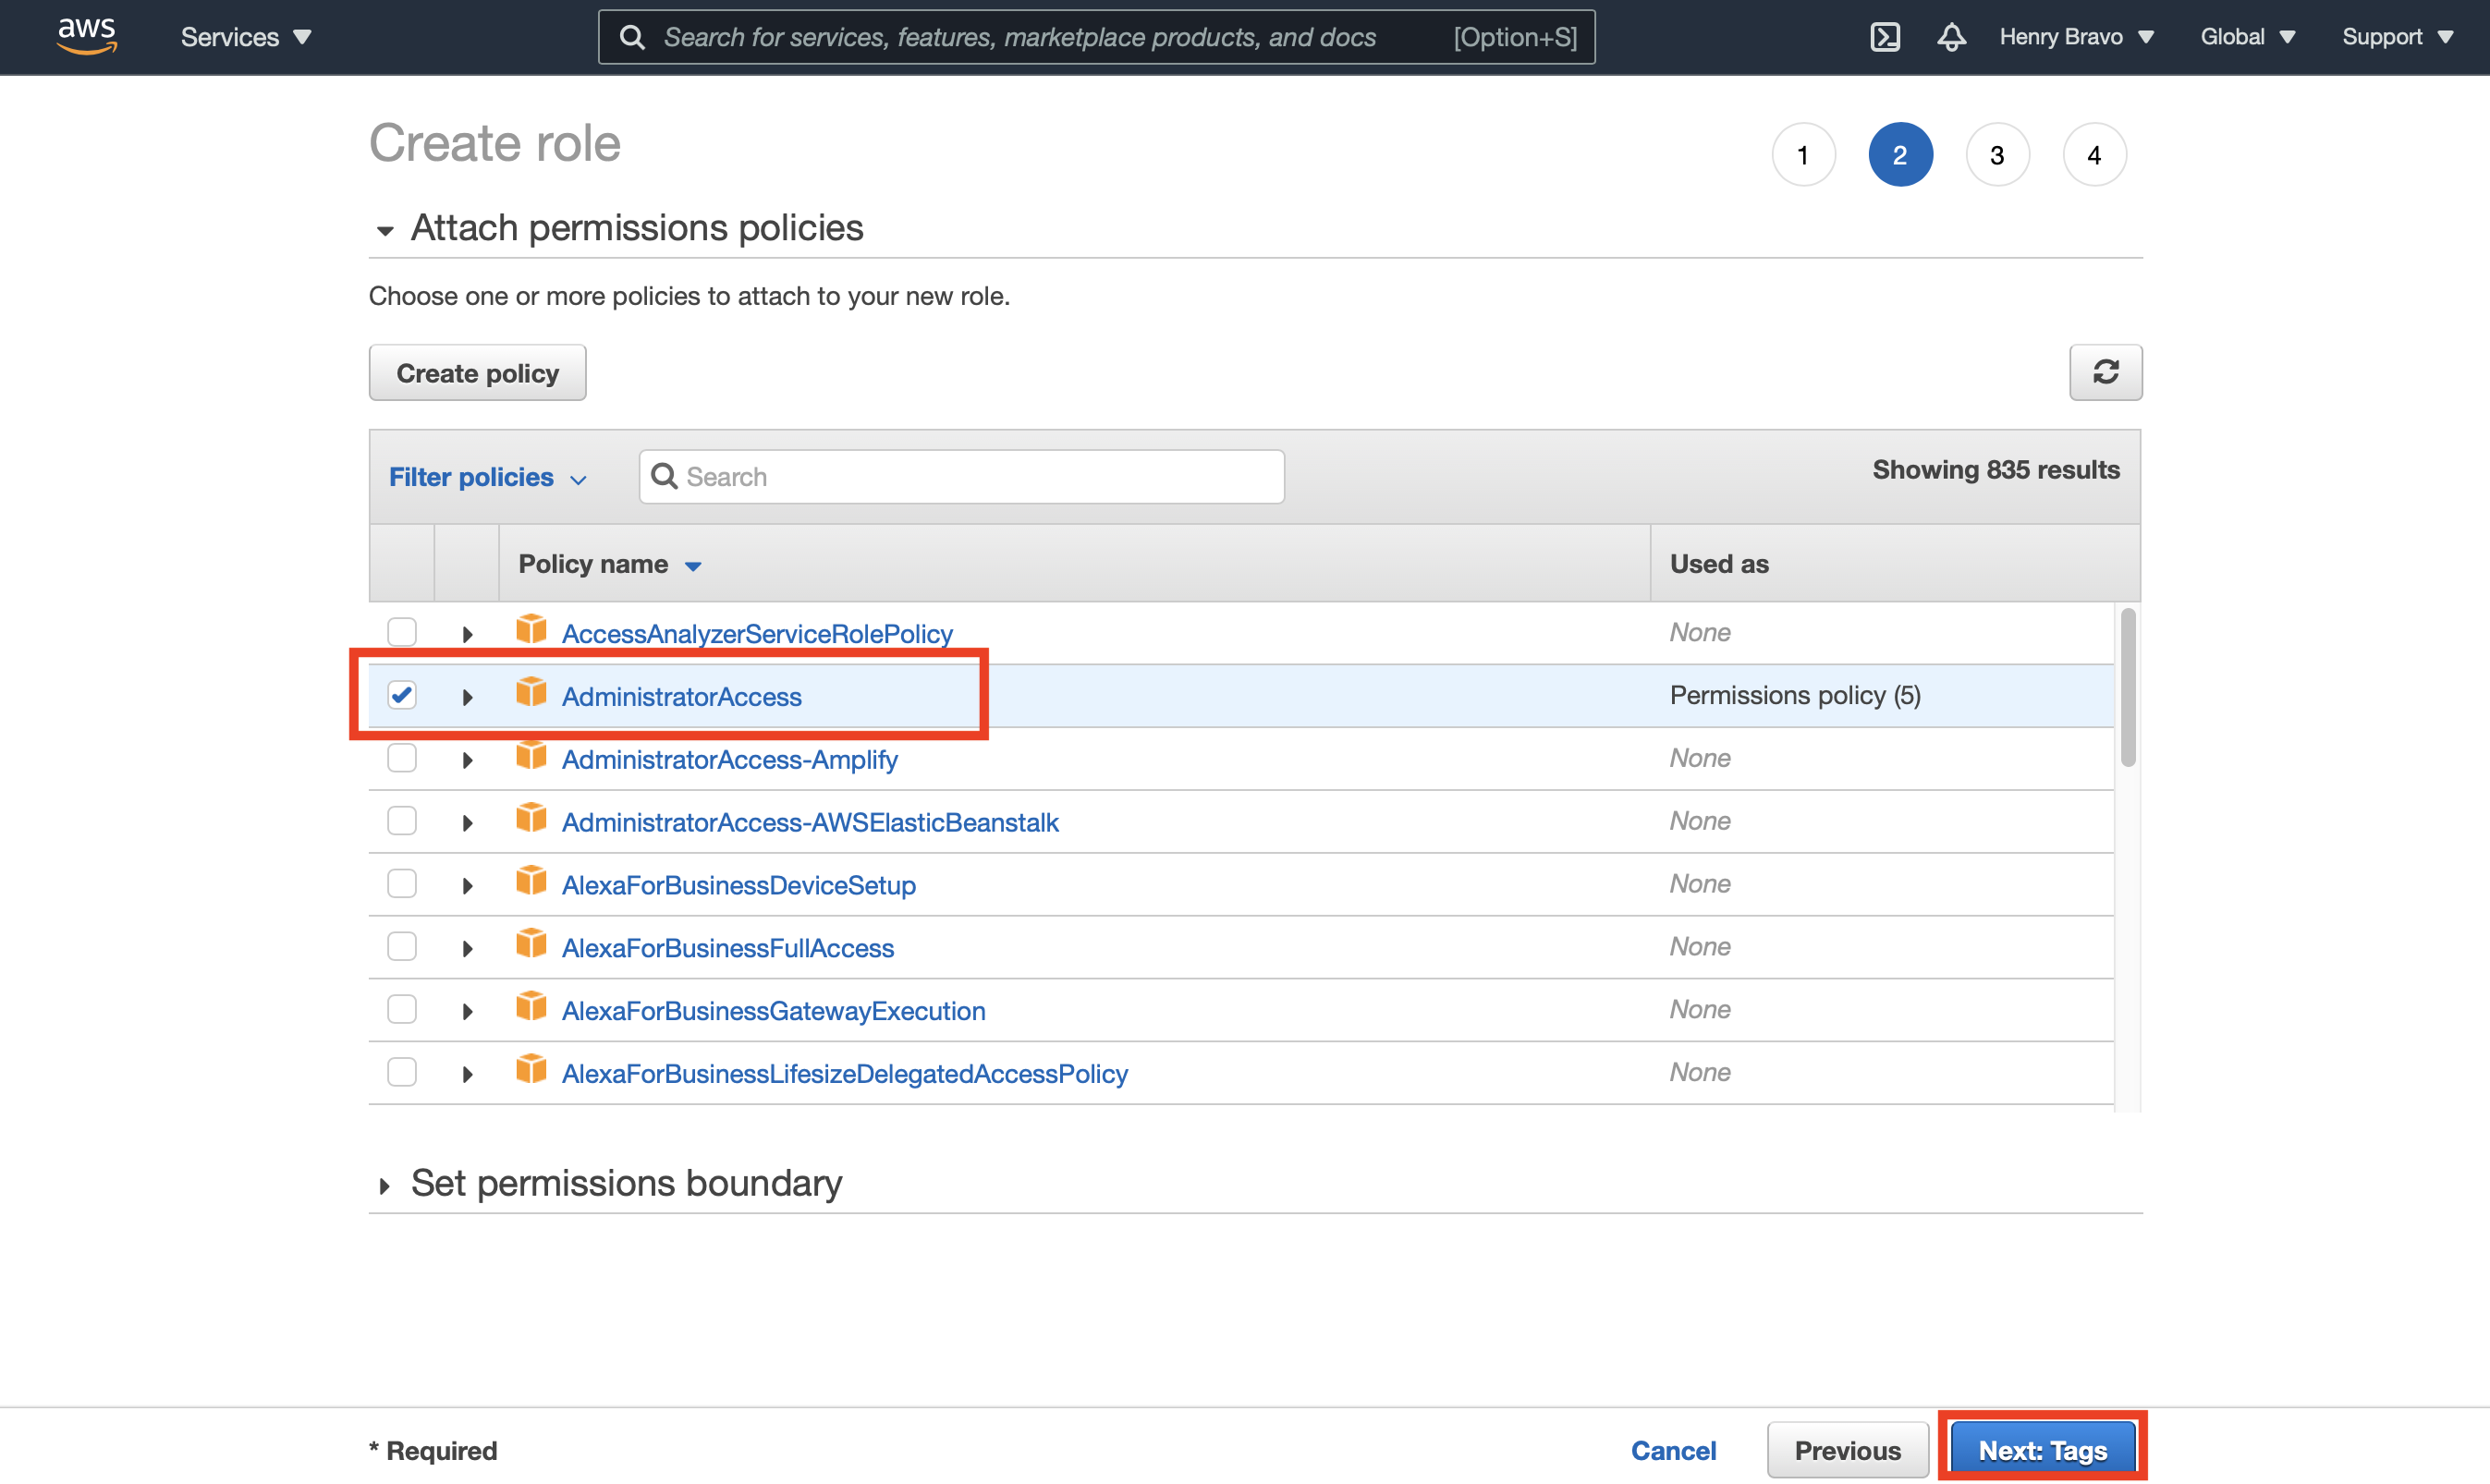 aws Services Search for services, features, marketplace products, and docs [Option+S] Henry Bravo Global Support
Create role 1 2 3 4
Attach permissions policies
Choose one or more policies to attach to your new role.
Create policy
Filter policies Search Showing 835 results
Policy name Used as
AccessAnalyzerServiceRolePolicy None
AdministratorAccess Permissions policy (5)
AdministratorAccess-Amplify None
AdministratorAccess-AWSElasticBeanstalk None
AlexaForBusinessDeviceSetup None
AlexaForBusinessFullAccess None
AlexaForBusinessGatewayExecution None
AlexaForBusinessLifesizeDelegatedAccessPolicy None
Set permissions boundary
* Required Cancel Previous Next: Tags